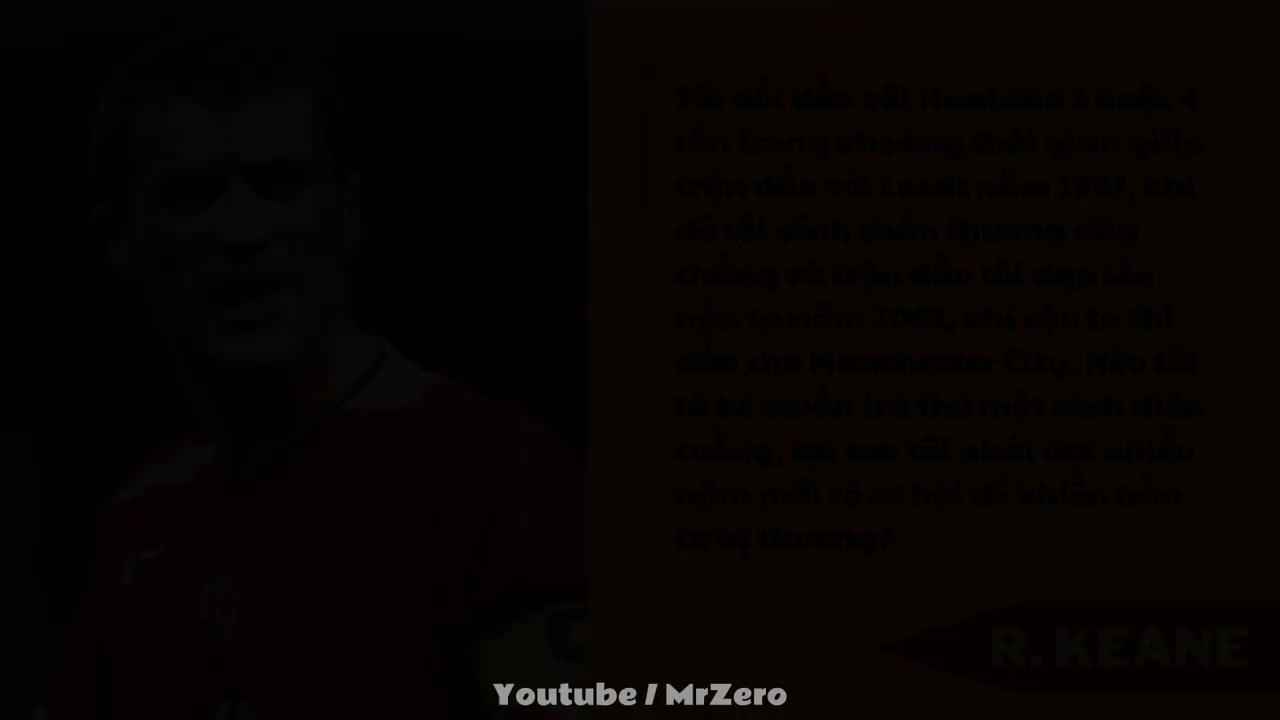 Tôi đối đầu với Haaland 3 hoặc 4
lần trong khoảng thời gian giữa
trận đấu với Leeds năm 1997, khi
đó tôi dính chấn thương dây
chằng và trận đấu tôi đạp lên
hắn ta năm 2001, khi cậu ta thi
đấu cho Manchester City. Nếu tôi
là kẻ muốn trả thù một cách điên
cuồng, tại sao tôi phải đợi nhiều
năm mới có cơ hội để khiến hắn
ta bị thương?
R. KEANE
Youtube / MrZero